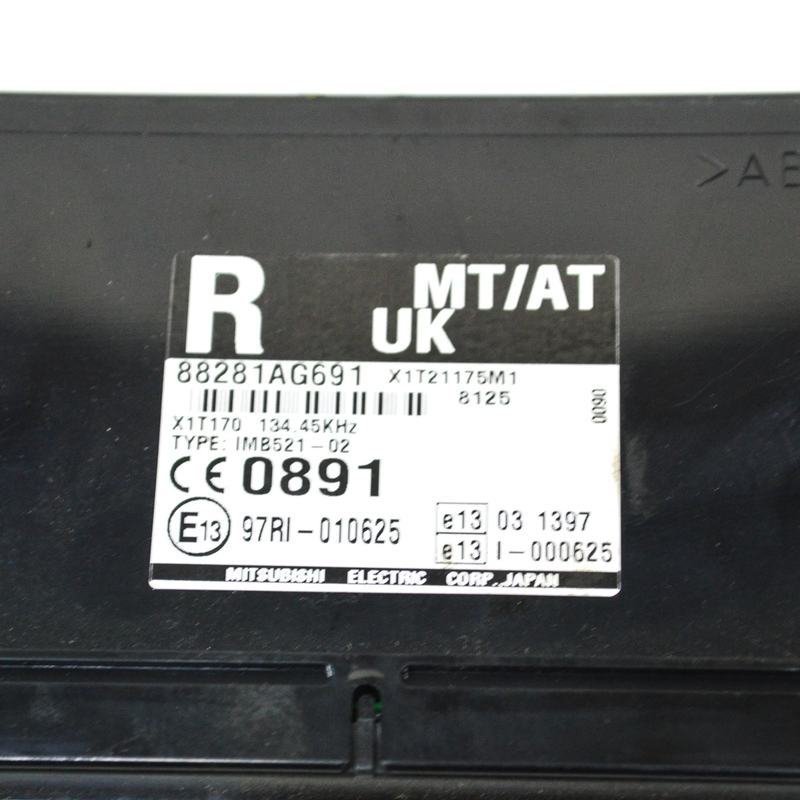 >AB
R MT/AT
UK
88281AG691 X1T21175M1
8125
0090
X1T170 134.45KHz
TYPE: IMB521-02
CE 0891
E13 97RI-010625 e13 03 1397
e13 I-000625
MITSUBISHI ELECTRIC CORP. JAPAN